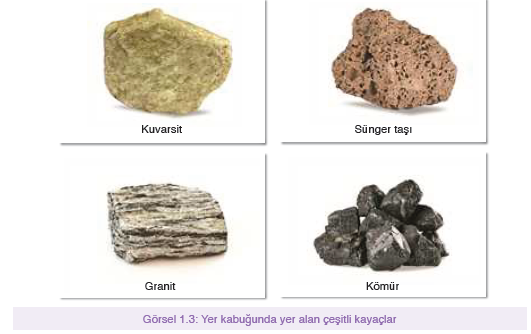 Kuvarsit
Sünger taşı
Granit
Kömür
Görsel 1.3: Yer kabuğunda yer alan çeşitli kayaçlar